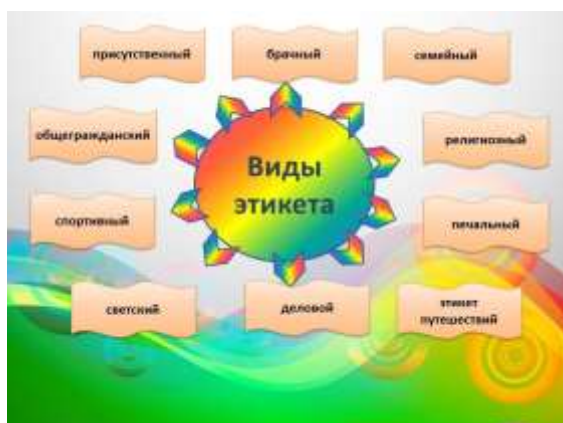 присутственный
брачный
семейный
общегражданский
религиозный
Виды
этикета
спортивный
печальный
светский
деловой
этикет
путешествий